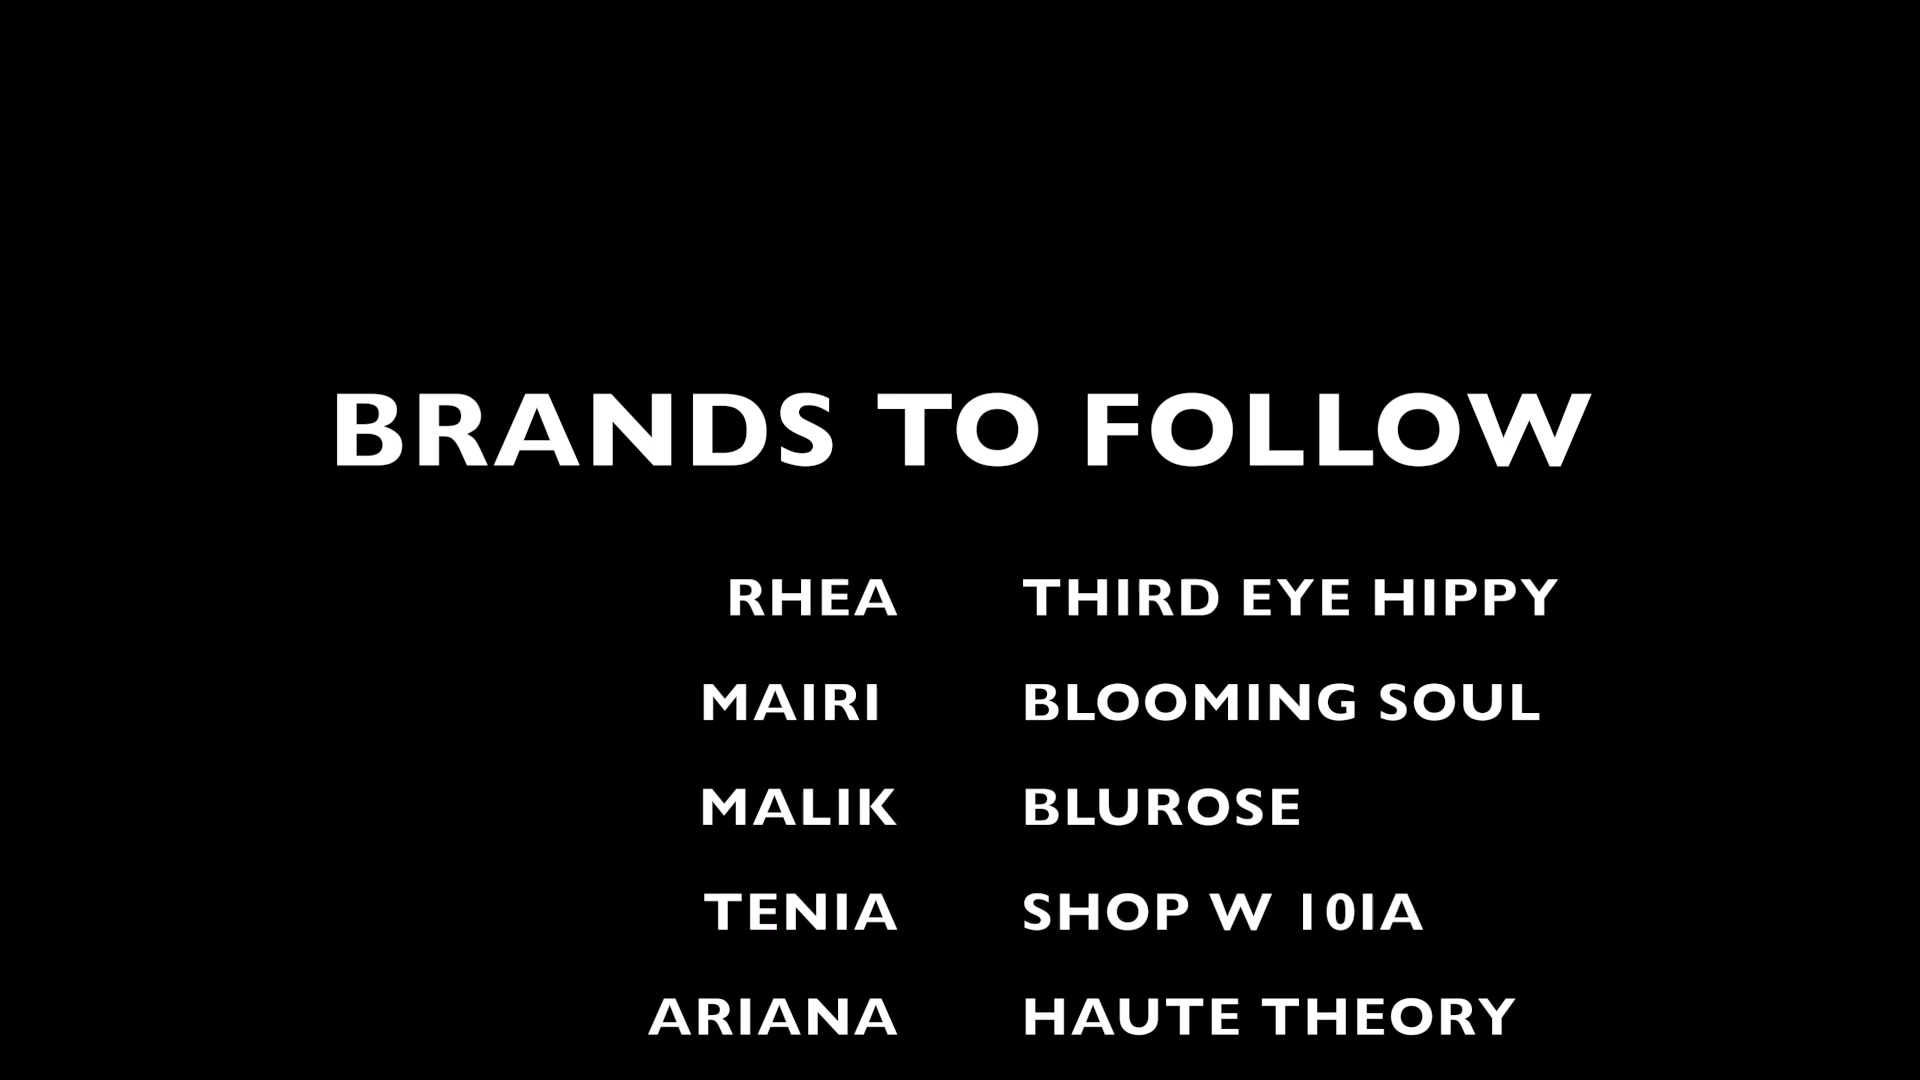 BRANDS TO FOLLOW
RHEA THIRD EYE HIPPY
MAIRI BLOOMING SOUL
MALIK BLUROSE
TENIA SHOP W 10IA
ARIANA HAUTE THEORY